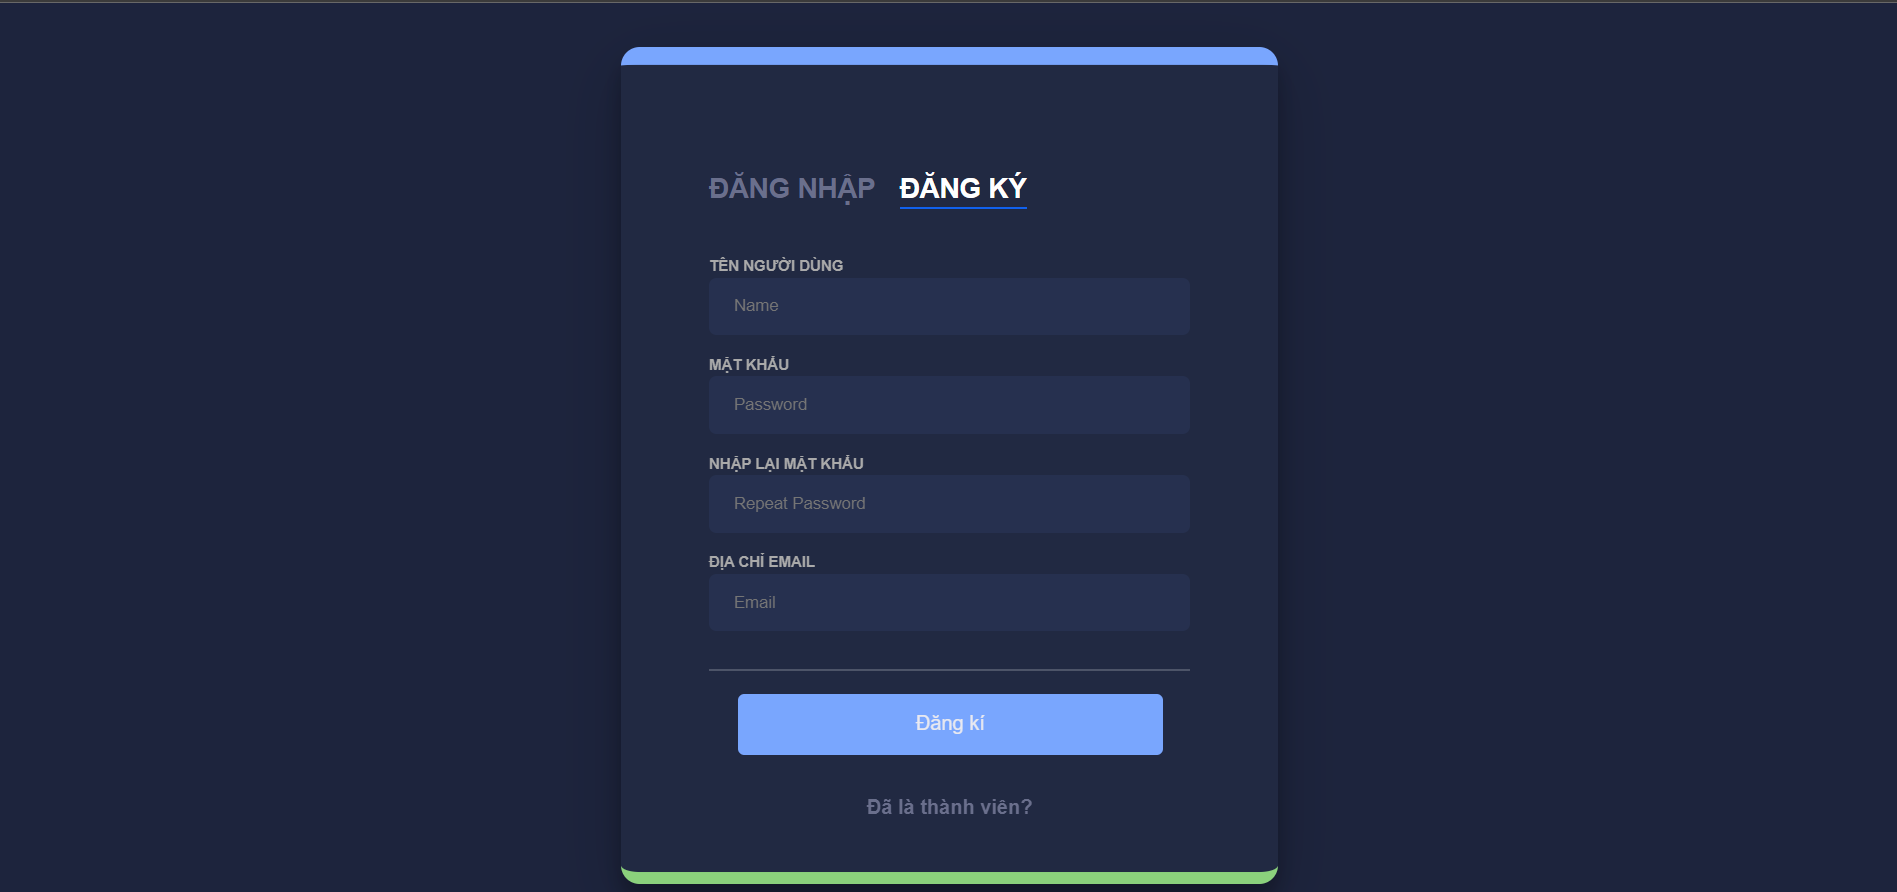 ĐĂNG NHẬP ĐĂNG KÝ
TÊN NGƯỜI DÙNG
Name
MẬT KHẨU
Password
NHẬP LẠI MẬT KHẨU
Repeat Password
ĐỊA CHỈ EMAIL
Email
Đăng kí
Đã là thành viên?